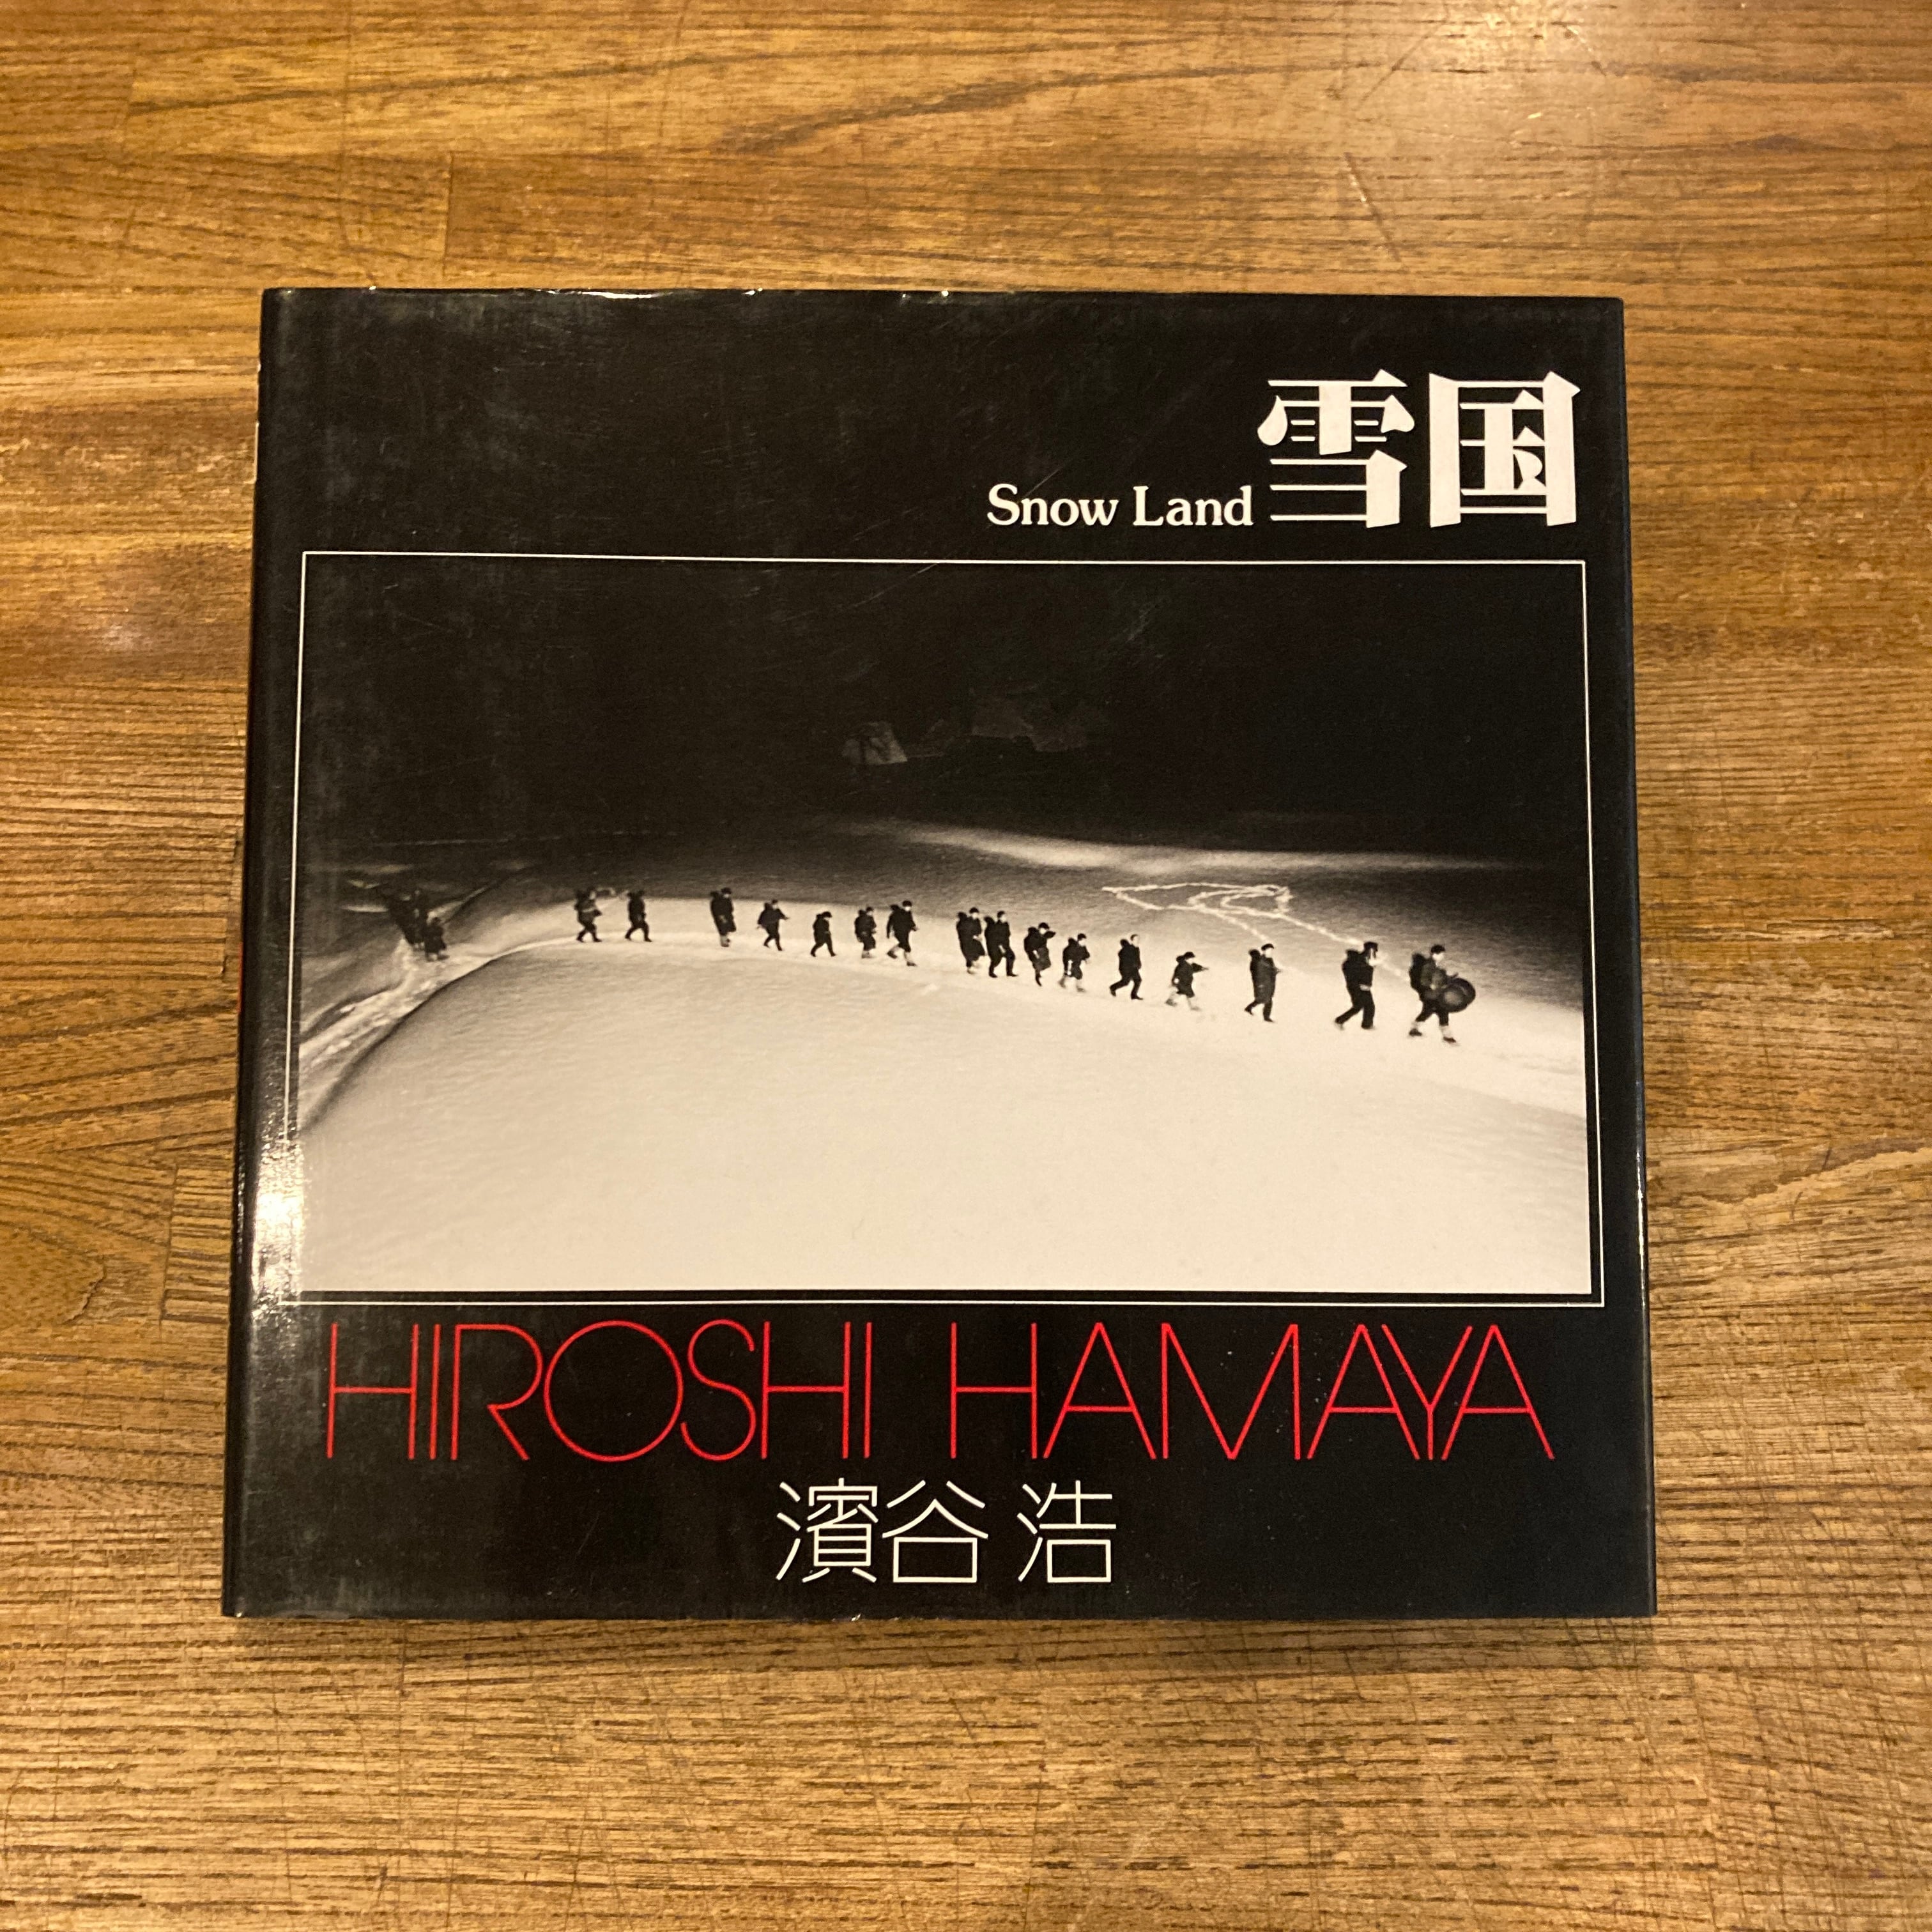 Snow Land 雪国
HIROSHI HAMAYA
濱谷 浩